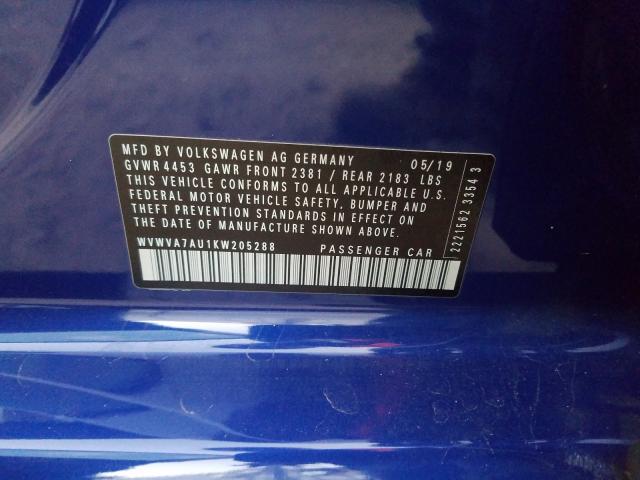 MFD BY VOLKSWAGEN AG GERMANY 05/19
GVWR 4453 GAWR FRONT 2381 / REAR 2183 LBS
THIS VEHICLE CONFORMS TO ALL APPLICABLE U.S.
FEDERAL MOTOR VEHICLE SAFETY, BUMPER AND
THEFT PREVENTION STANDARDS IN EFFECT ON
THE DATE OF MANUFACTURE SHOWN ABOVE.
WVWVA7AU1KW205288 PASSENGER CAR
2221562 3354 3